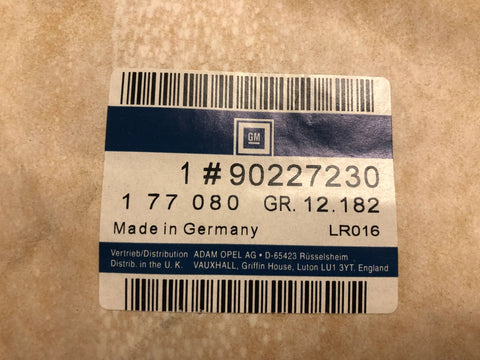 GM
1 # 90227230
1 77 080 GR. 12.182
Made in Germany LR016
Vertrieb/Distribution ADAM OPEL AG • D-65423 Rüsselsheim
Distrib. in the U. K. VAUXHALL, Griffin House, Luton LU1 3YT. England